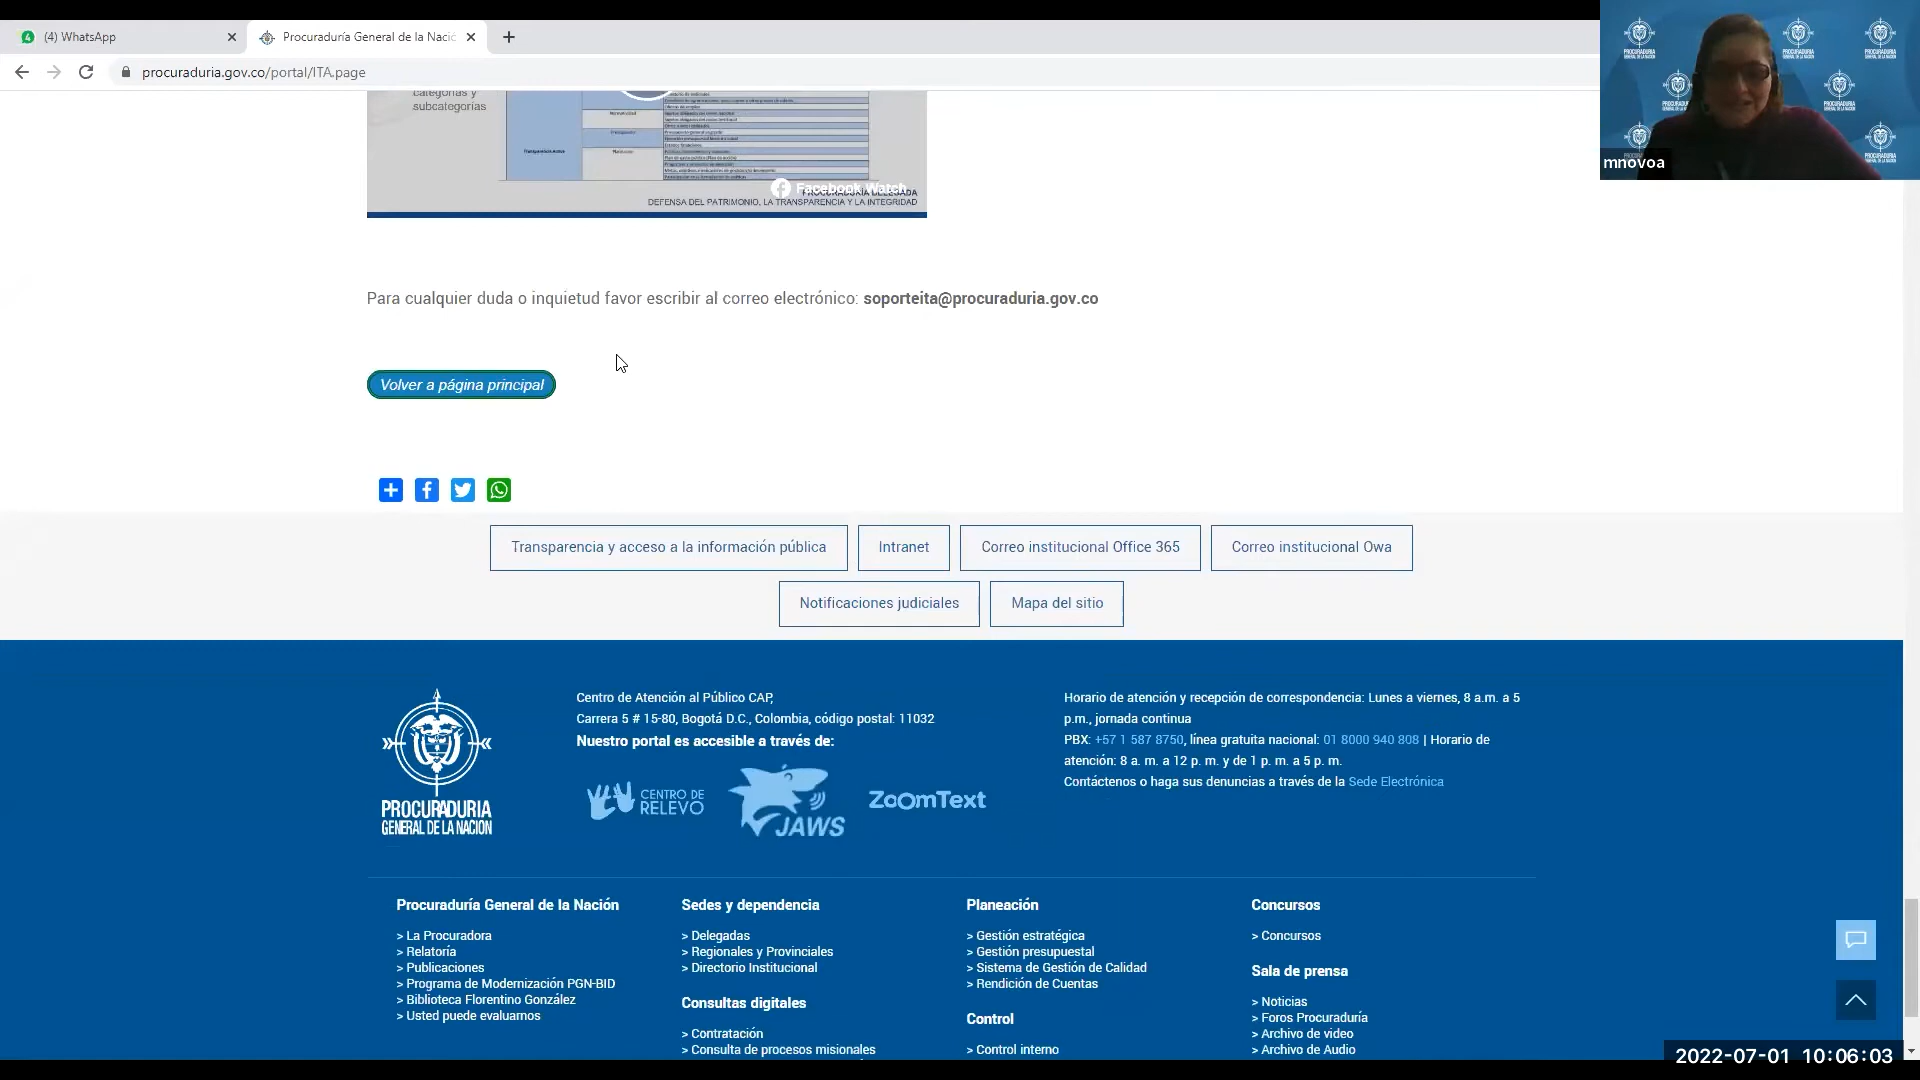 (4) WhatsApp
Procuraduría General de la Naci
procuraduria.gov.co/portal/ITA.page
mnovoa
categorías y
subcategorías
Normatividad
Presupuesto
Planeación
Transparencia Activa
Facebook Watch
PROCURADURÍA DELEGADA
DEFENSA DEL PATRIMONIO, LA TRANSPARENCIA Y LA INTEGRIDAD
Para cualquier duda o inquietud favor escribir al correo electrónico: soporteita@procuraduria.gov.co
Volver a página principal
Transparencia y acceso a la información pública
Intranet
Correo institucional Office 365
Correo institucional Owa
Notificaciones judiciales
Mapa del sitio
PROCURADURIA
GENERAL DE LA NACION
Centro de Atención al Público CAP,
Carrera 5 # 15-80, Bogotá D.C., Colombia, código postal: 11032
Nuestro portal es accesible a través de:
CENTRO DE
RELEVO
JAWS
ZoomText
Horario de atención y recepción de correspondencia: Lunes a viernes, 8 a.m. a 5
p.m., jornada continua
PBX: +57 1 587 8750, línea gratuita nacional: 01 8000 940 808 | Horario de
atención: 8 a. m. a 12 p. m. y de 1 p. m. a 5 p. m.
Contáctenos o haga sus denuncias a través de la Sede Electrónica
Procuraduría General de la Nación
> La Procuradora
> Relatoría
> Publicaciones
> Programa de Modernización PGN-BID
> Biblioteca Florentino González
> Usted puede evaluarnos
Sedes y dependencia
> Delegadas
> Regionales y Provinciales
> Directorio Institucional
Consultas digitales
> Contratación
> Consulta de procesos misionales
Planeación
> Gestión estratégica
> Gestión presupuestal
> Sistema de Gestión de Calidad
> Rendición de Cuentas
Control
> Control interno
Concursos
> Concursos
Sala de prensa
> Noticias
> Foros Procuraduría
> Archivo de video
> Archivo de Audio
2022-07-01 10:06:03